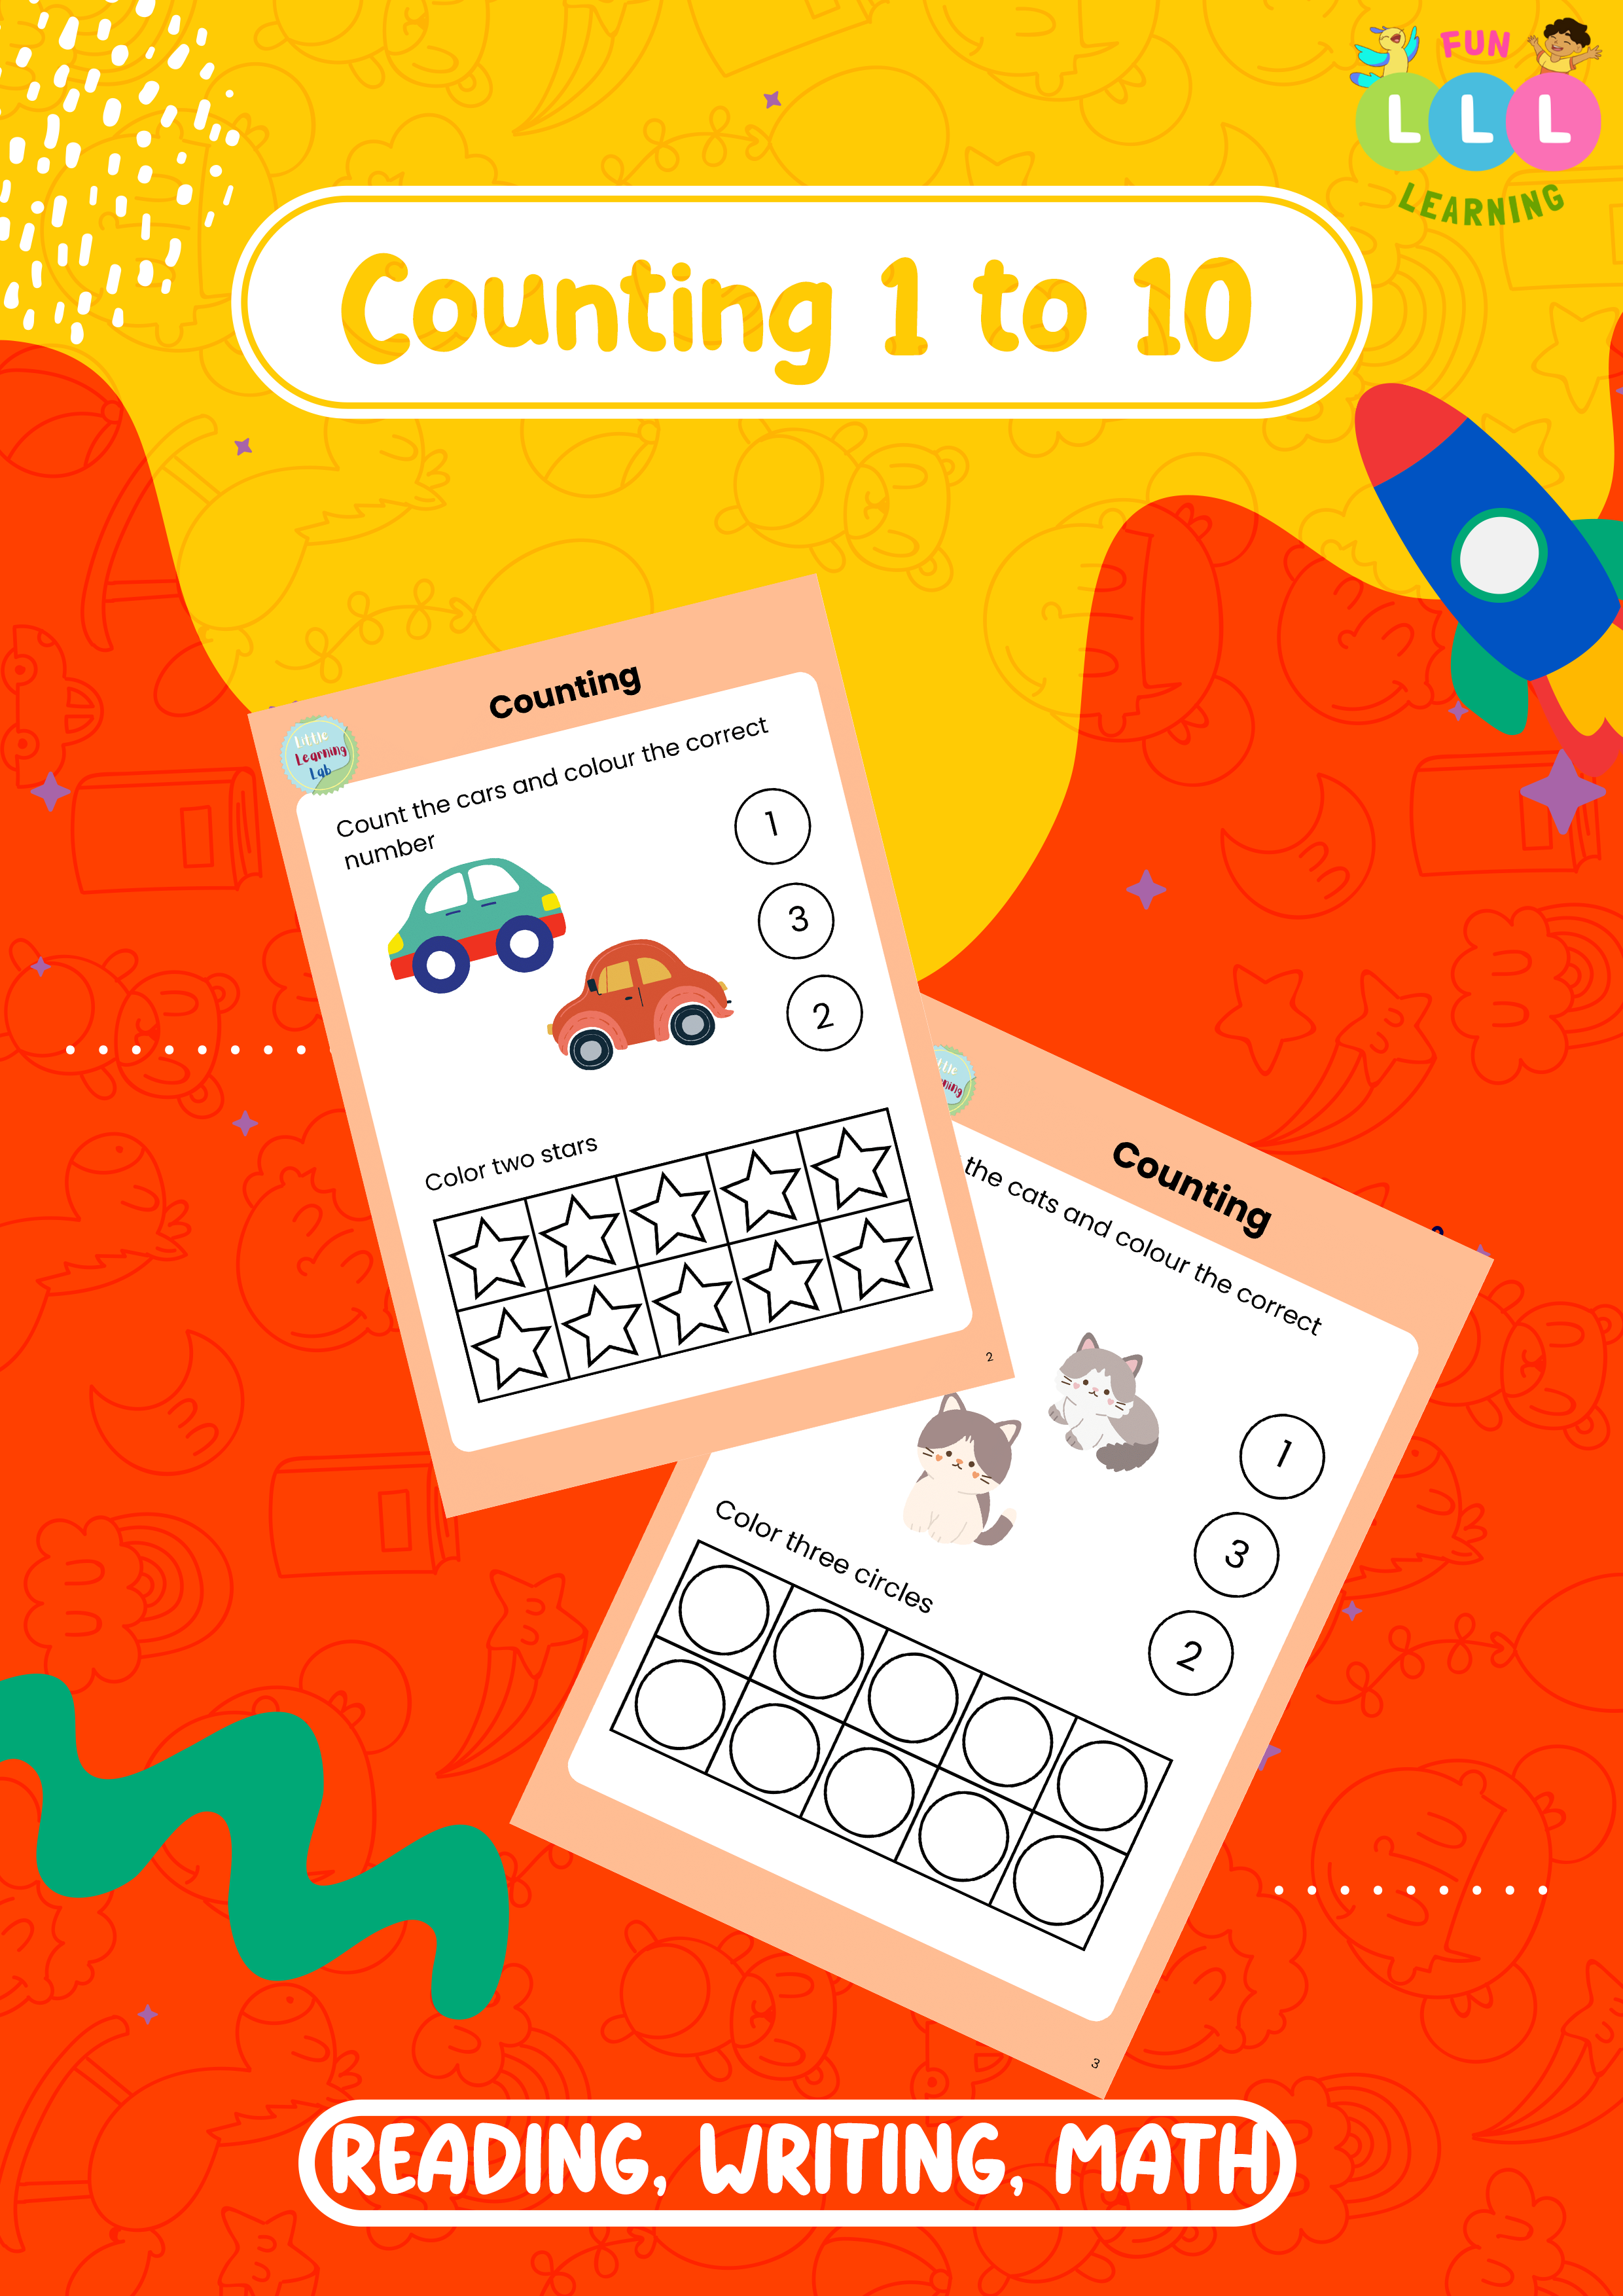 FUN
L L L
LEARNING
Counting 1 to 10
Counting
Little
Learning
Lab
Count the cars and colour the correct
number
1
3
2
Color two stars
2
Counting
the cats and colour the correct
1
3
2
Color three circles
3
READING, WRITING, MATH